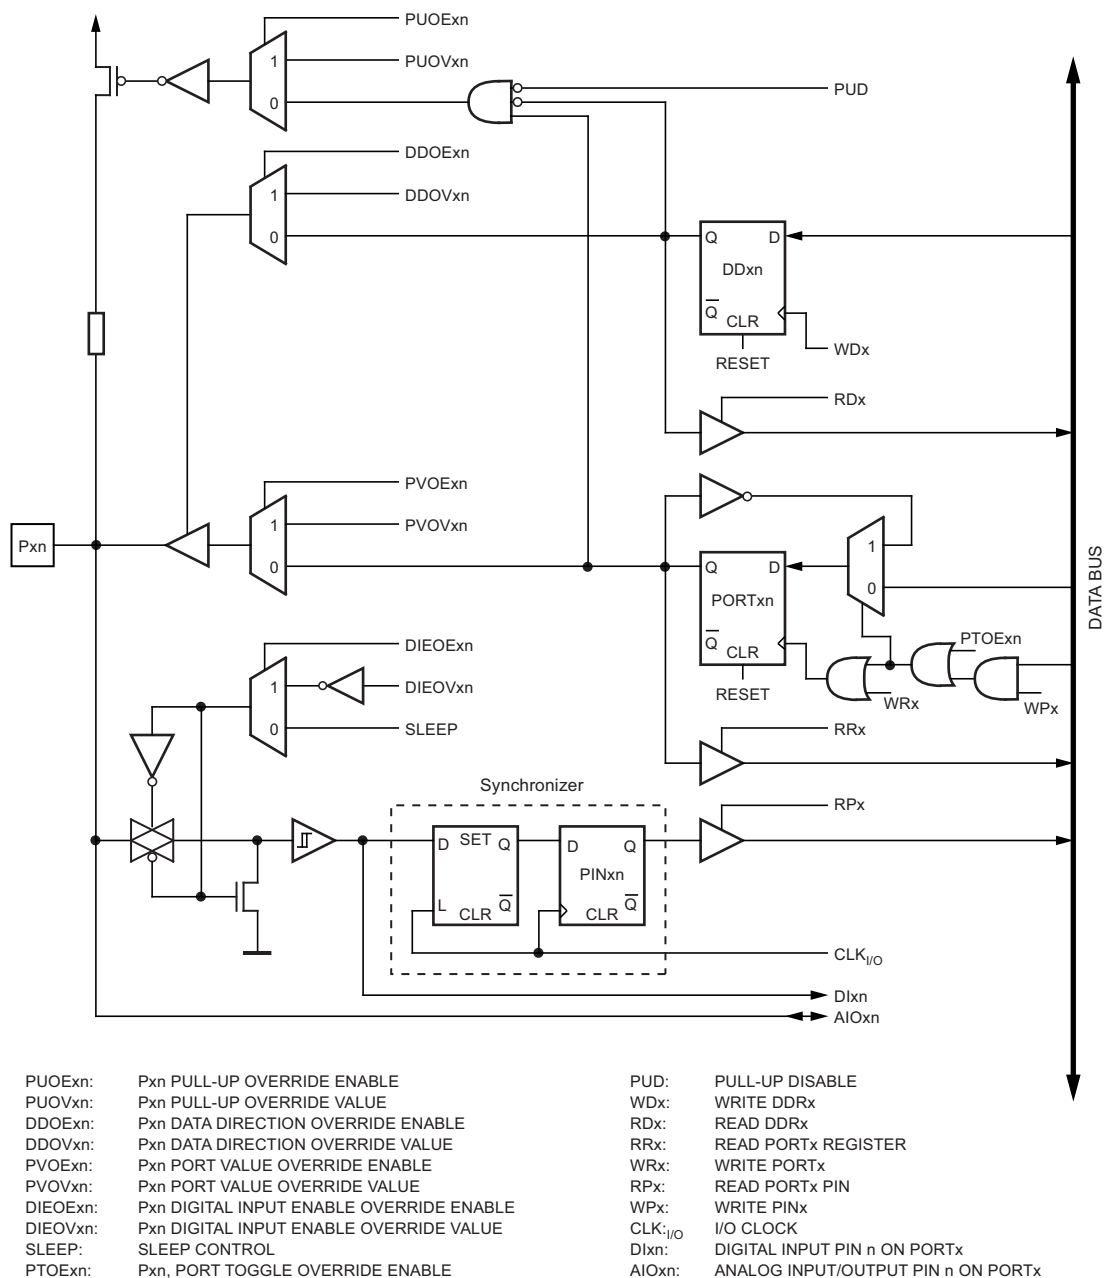 PUOExn
PUOVxn
1
0
PUD
DDOExn
DDOVxn
1
0
Q D
DDxn
Q
CLR
RESET
WDx
RDx
PVOExn
PVOVxn
1
0
Pxn
1
0
Q D
PORTxn
Q
CLR
RESET
DATA BUS
PTOExn
WRx
WPx
DIEOExn
DIEOVxn
SLEEP
1
0
RRx
Synchronizer
RPx
D SET Q
L CLR Q
D Q
PINxn
CLR Q
CLKI/O
DIxn
AIOxn
PUOExn: Pxn PULL-UP OVERRIDE ENABLE
PUOVxn: Pxn PULL-UP OVERRIDE VALUE
DDOExn: Pxn DATA DIRECTION OVERRIDE ENABLE
DDOVxn: Pxn DATA DIRECTION OVERRIDE VALUE
PVOExn: Pxn PORT VALUE OVERRIDE ENABLE
PVOVxn: Pxn PORT VALUE OVERRIDE VALUE
DIEOExn: Pxn DIGITAL INPUT ENABLE OVERRIDE ENABLE
DIEOVxn: Pxn DIGITAL INPUT ENABLE OVERRIDE VALUE
SLEEP: SLEEP CONTROL
PTOExn: Pxn, PORT TOGGLE OVERRIDE ENABLE
PUD: PULL-UP DISABLE
WDx: WRITE DDRx
RDx: READ DDRx
RRx: READ PORTx REGISTER
WRx: WRITE PORTx
RPx: READ PORTx PIN
WPx: WRITE PINx
CLK:I/O I/O CLOCK
DIxn: DIGITAL INPUT PIN n ON PORTx
AIOxn: ANALOG INPUT/OUTPUT PIN n ON PORTx